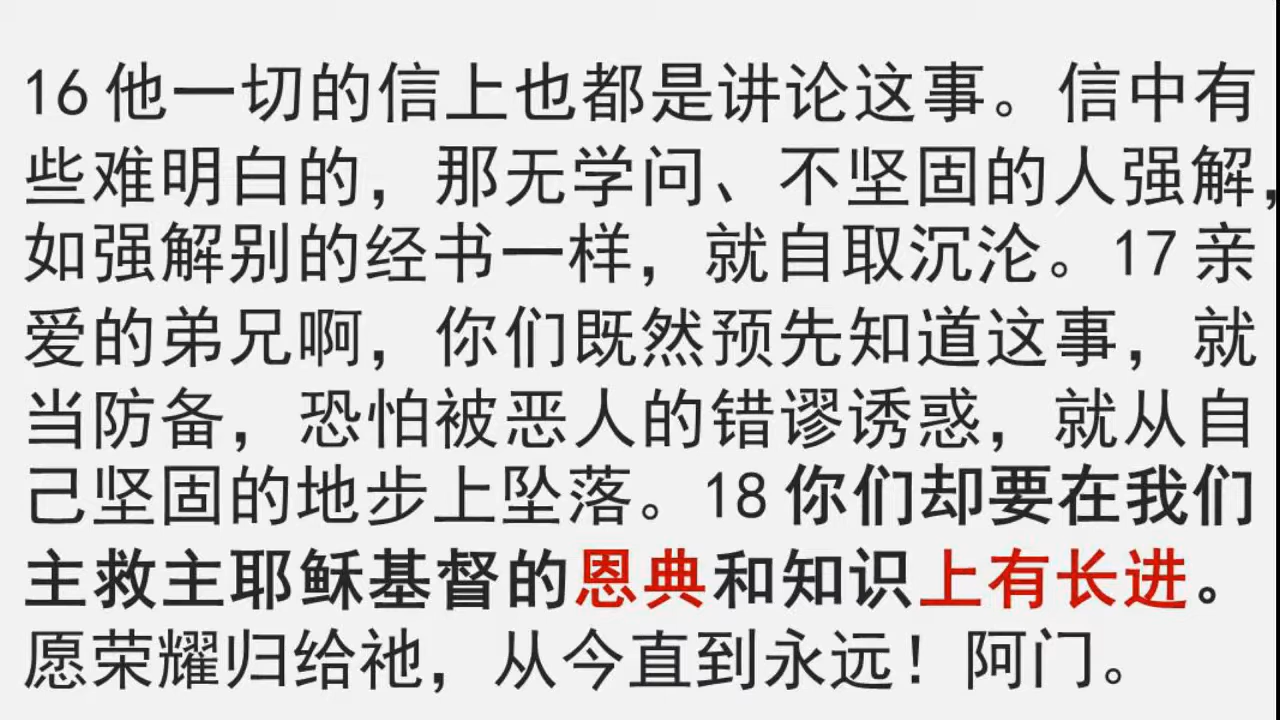 16 他一切的信上也都是讲论这事。信中有
些难明白的，那无学问、不坚固的人强解，
如强解别的经书一样，就自取沉沦。17 亲
爱的弟兄啊，你们既然预先知道这事，就
当防备，恐怕被恶人的错谬诱惑，就从自
己坚固的地步上坠落。18 你们却要在我们
主救主耶稣基督的恩典和知识上有长进。
愿荣耀归给祂，从今直到永远！阿门。